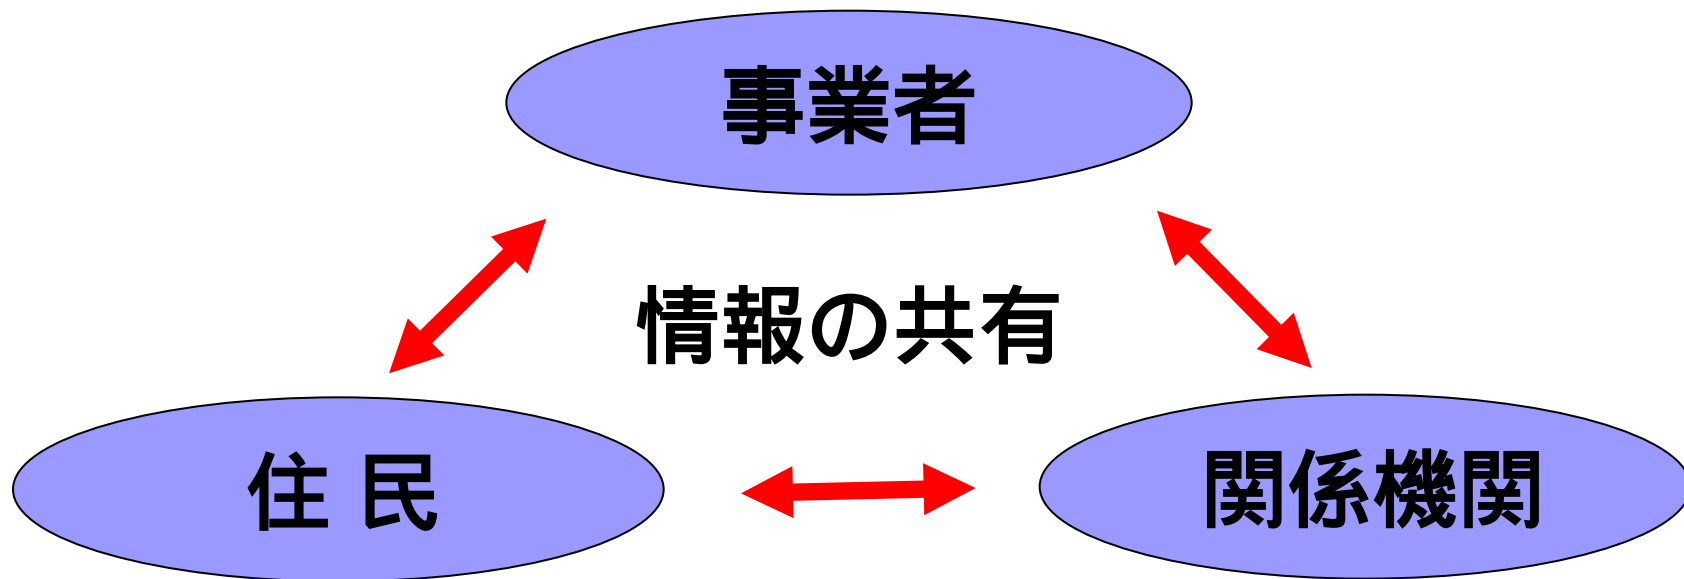 事業者
情報の共有
住 民
関係機関